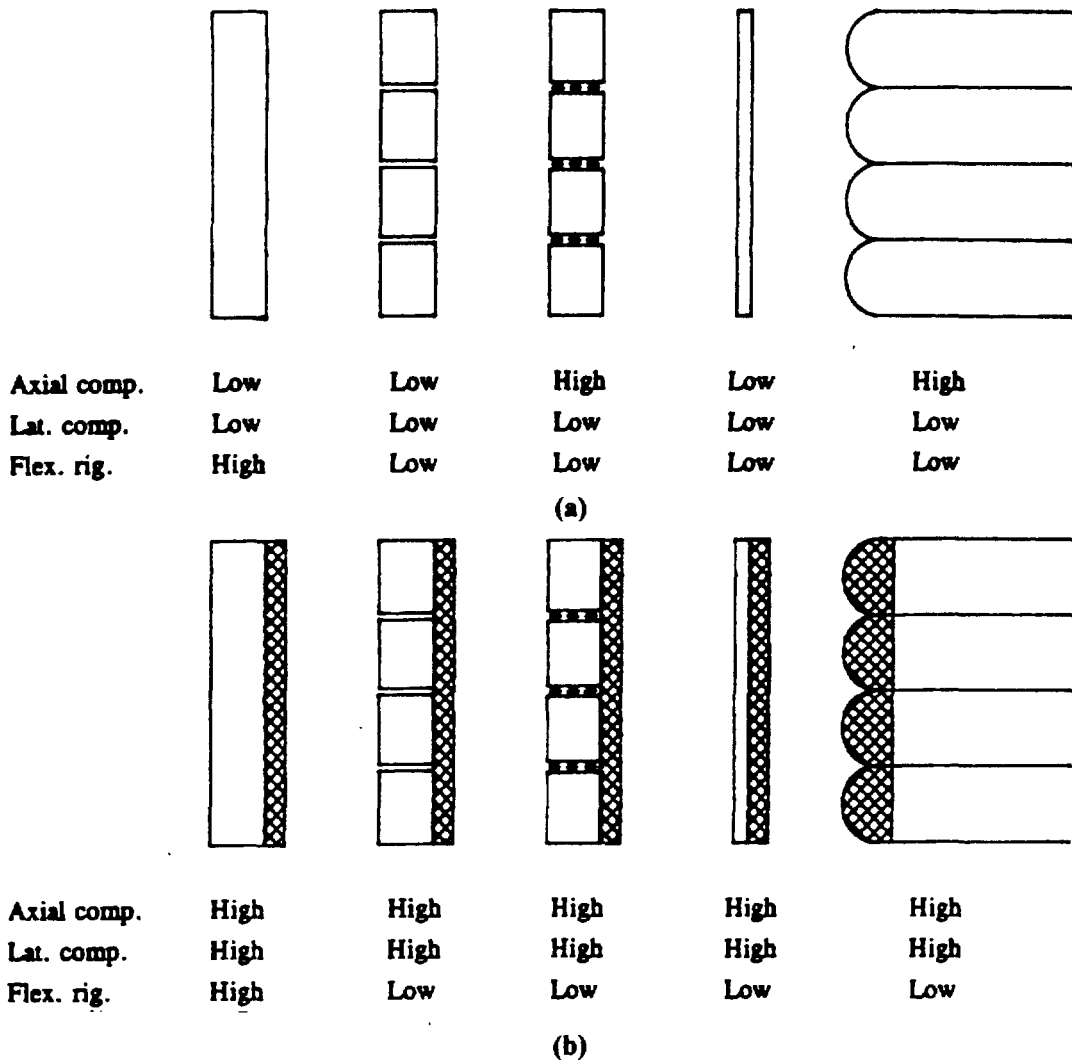 Axial comp. Low Low High Low High
Lat. comp. Low Low Low Low Low
Flex. rig. High Low Low Low Low
(a)
Axial comp. High High High High High
Lat. comp. High High High High High
Flex. rig. High Low Low Low Low
(b)